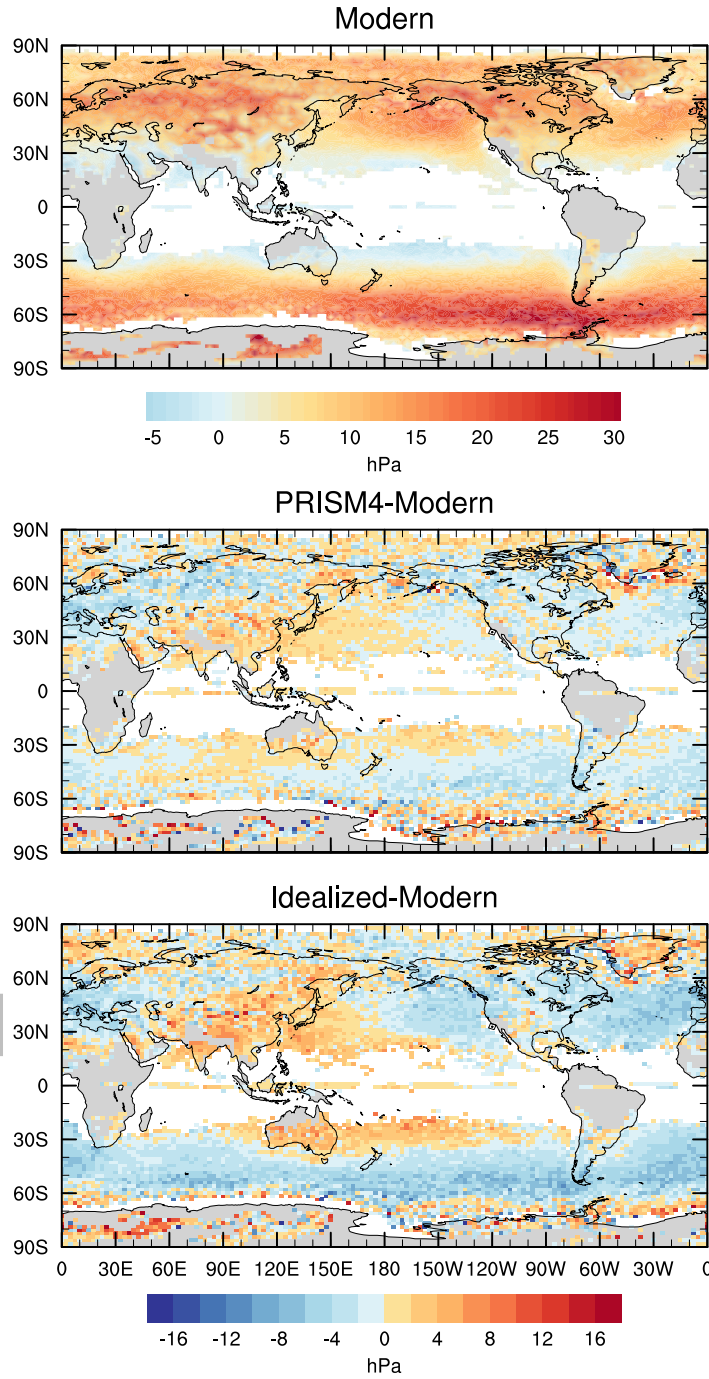 Modern
90N
60N
30N
0
30S
60S
90S
-5 0 5 10 15 20 25 30
hPa
PRISM4-Modern
90N
60N
30N
0
30S
60S
90S
Idealized-Modern
90N
60N
30N
0
30S
60S
90S
0 30E 60E 90E 120E 150E 180 150W 120W 90W 60W 30W 0
-16 -12 -8 -4 0 4 8 12 16
hPa